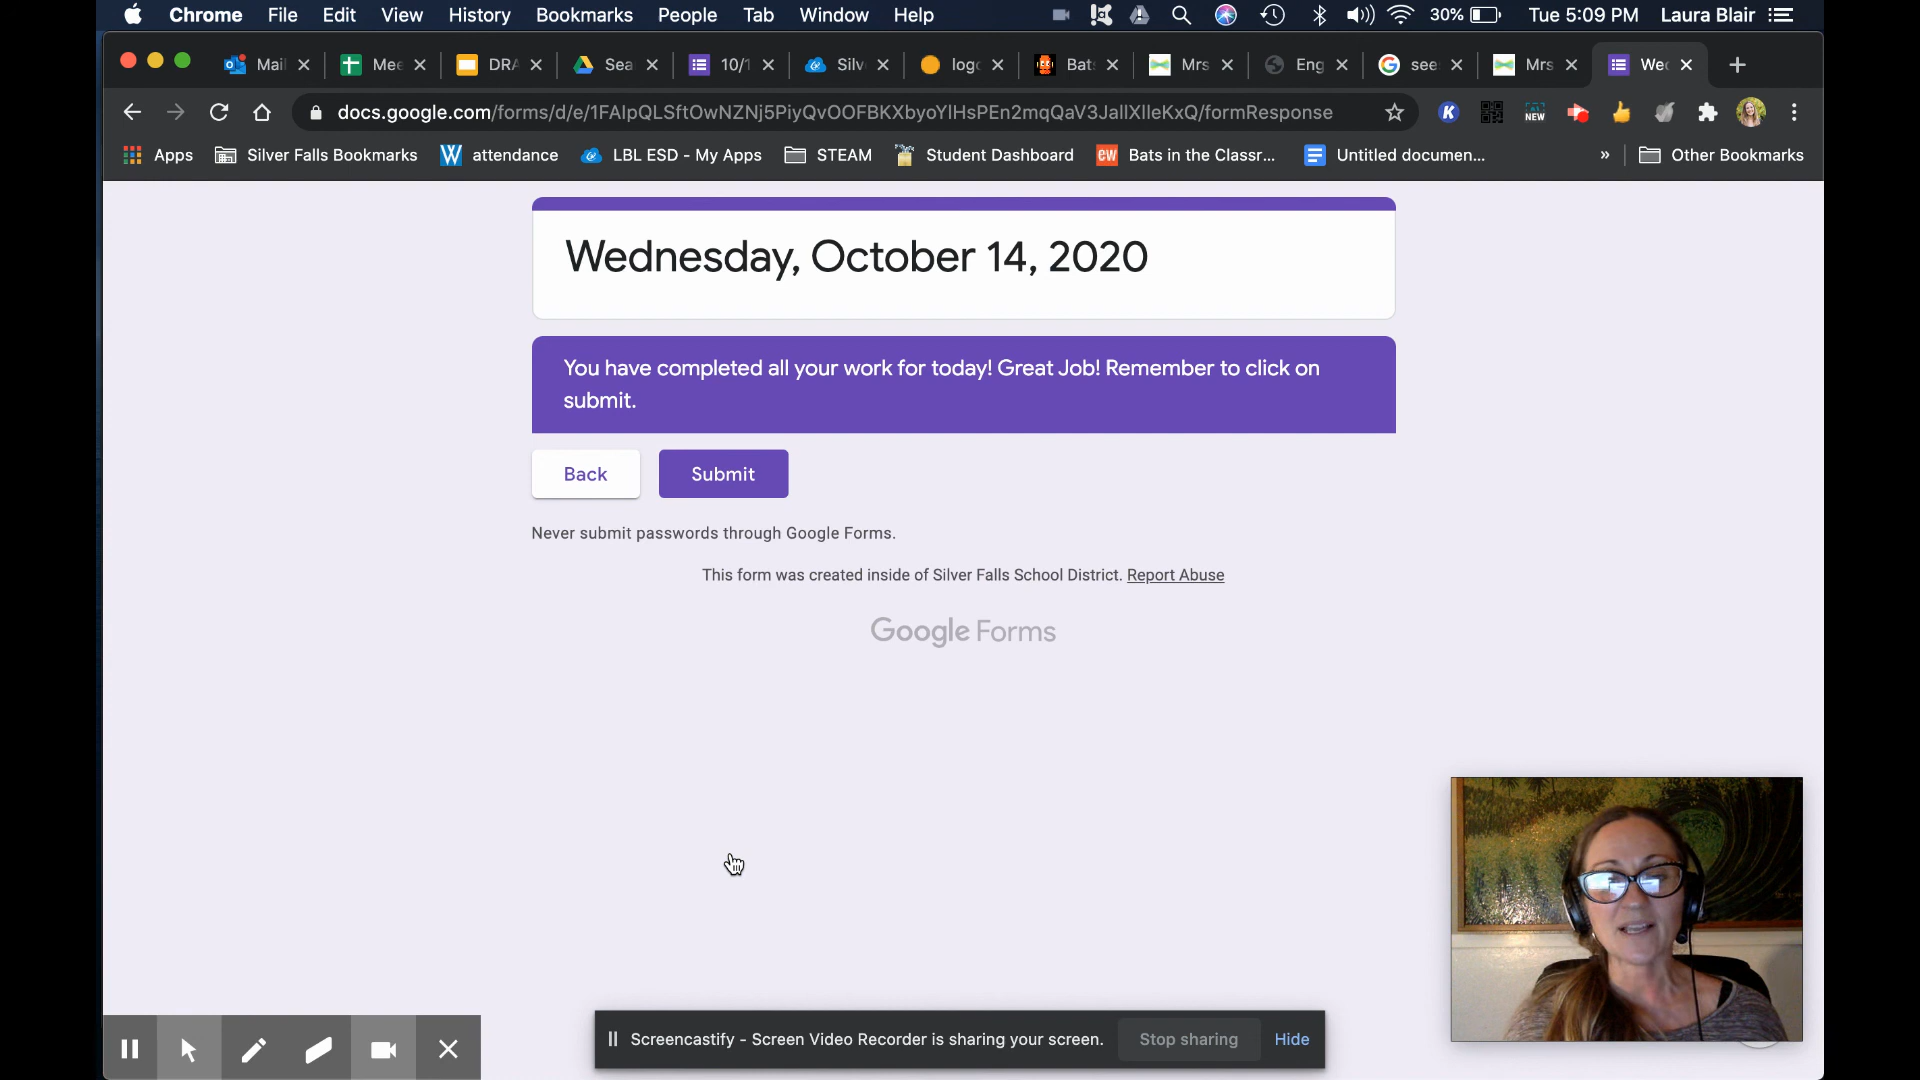 Chrome File Edit View History Bookmarks People Tab Window Help 30% Tue 5:09 PM Laura Blair
Mail Mee DRA Sea 10/1 Silv logo Bat Mrs Eng see Mrs Wed
docs.google.com/forms/d/e/1FAIpQLSftOwNZNj5PiyQvOOFBKXbyoYlHsPEn2mqQaV3JallXlleKxQ/formResponse
K NEW
Apps Silver Falls Bookmarks W attendance LBL ESD - My Apps STEAM Student Dashboard ew Bats in the Classr... Untitled documen... » Other Bookmarks
Wednesday, October 14, 2020
You have completed all your work for today! Great Job! Remember to click on
submit.
Back Submit
Never submit passwords through Google Forms.
This form was created inside of Silver Falls School District. Report Abuse
Google Forms
Screencastify - Screen Video Recorder is sharing your screen. Stop sharing Hide